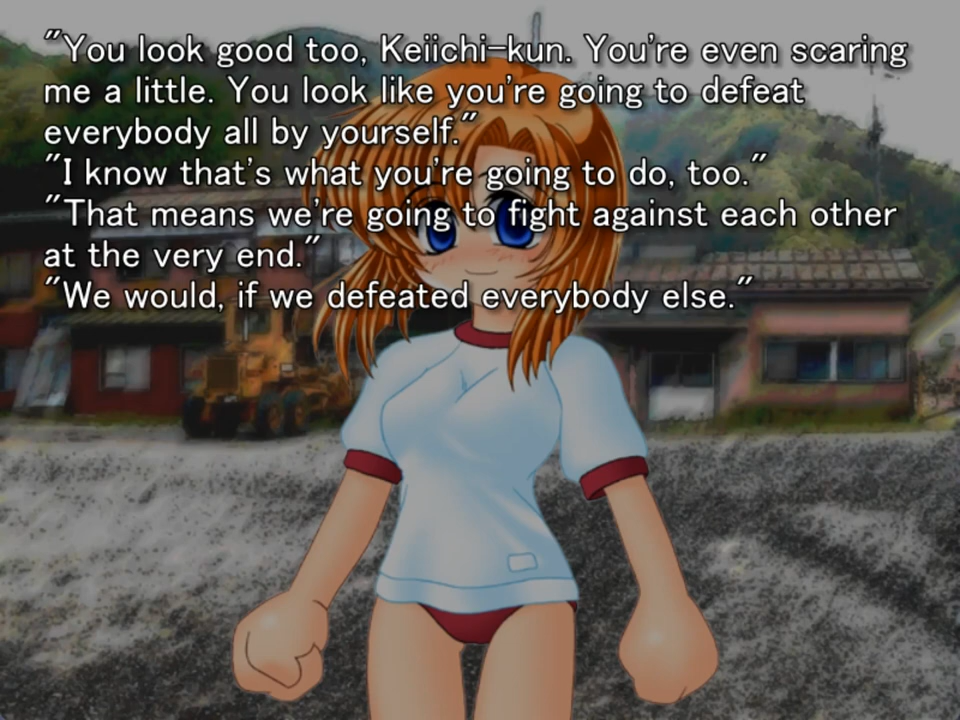 "You look good too, Keiichi-kun. You're even scaring
me a little. You look like you're going to defeat
everybody all by yourself."
"I know that's what you're going to do, too."
"That means we're going to fight against each other
at the very end."
"We would, if we defeated everybody else."